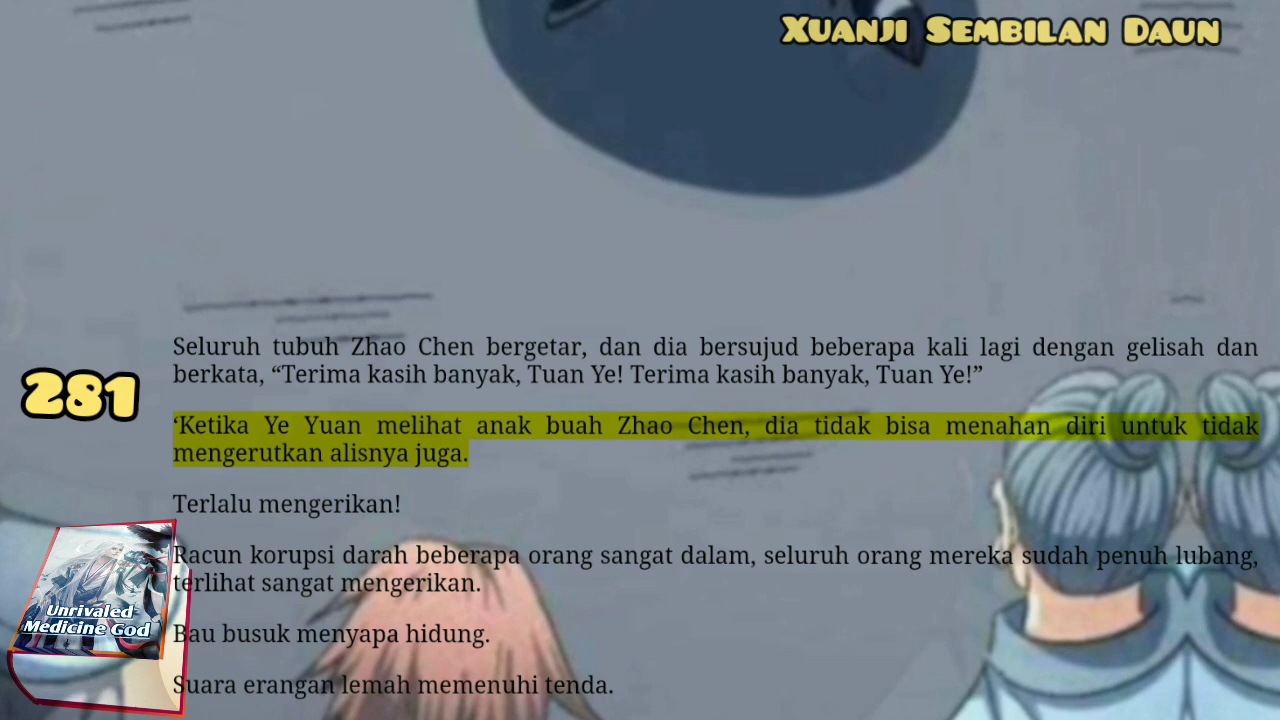 Xuanji Sembilan Daun
Seluruh tubuh Zhao Chen bergetar, dan dia bersujud beberapa kali lagi dengan gelisah dan
berkata, “Terima kasih banyak, Tuan Ye! Terima kasih banyak, Tuan Ye!”
281
‘Ketika Ye Yuan melihat anak buah Zhao Chen, dia tidak bisa menahan diri untuk tidak
mengerutkan alisnya juga.
Terlalu mengerikan!
Racun korupsi darah beberapa orang sangat dalam, seluruh orang mereka sudah penuh lubang,
terlihat sangat mengerikan.
Unrivaled
Medicine God
Bau busuk menyapa hidung.
Suara erangan lemah memenuhi tenda.